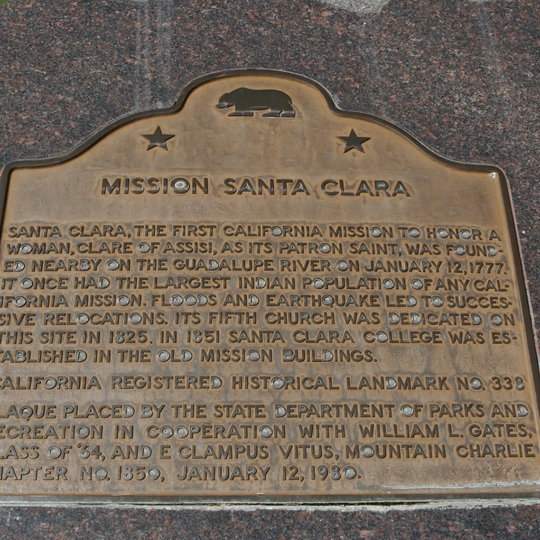 MISSION SANTA CLARA
SANTA CLARA, THE FIRST CALIFORNIA MISSION TO HONOR A
WOMAN, CLARE OF ASSISI, AS ITS PATRON SAINT, WAS FOUND-
ED NEARBY ON THE GUADALUPE RIVER ON JANUARY 12, 1777.
IT ONCE HAD THE LARGEST INDIAN POPULATION OF ANY CAL-
IFORNIA MISSION. FLOODS AND EARTHQUAKE LED TO SUCCES-
SIVE RELOCATIONS. ITS FIFTH CHURCH WAS DEDICATED ON
THIS SITE IN 1825. IN 1851 SANTA CLARA COLLEGE WAS ES-
TABLISHED IN THE OLD MISSION BUILDINGS.
CALIFORNIA REGISTERED HISTORICAL LANDMARK NO. 338
LAQUE PLACED BY THE STATE DEPARTMENT OF PARKS AND
ECREATION IN COOPERATION WITH WILLIAM L. GATES,
LASS OF '54, AND E CLAMPUS VITUS, MOUNTAIN CHARLIE
HAPTER NO. 1850, JANUARY 12, 1980.